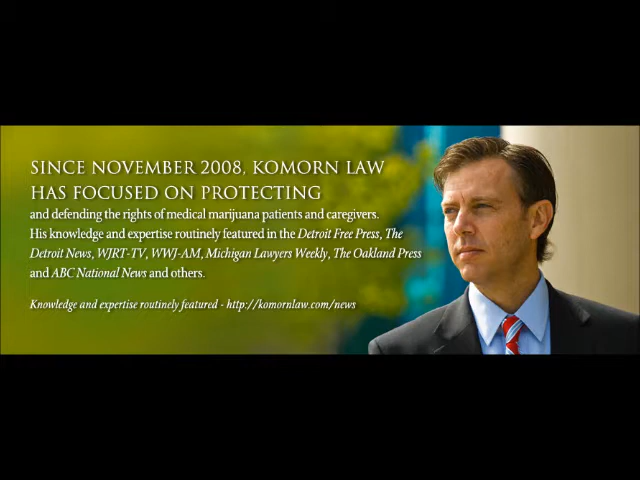 SINCE NOVEMBER 2008, KOMORN LAW
HAS FOCUSED ON PROTECTING
and defending the rights of medical marijuana patients and caregivers.
His knowledge and expertise routinely featured in the Detroit Free Press, The
Detroit News, WJRT-TV, WWJ-AM, Michigan Lawyers Weekly, The Oakland Press
and ABC National News and others.
Knowledge and expertise routinely featured - http://komornlaw.com/news